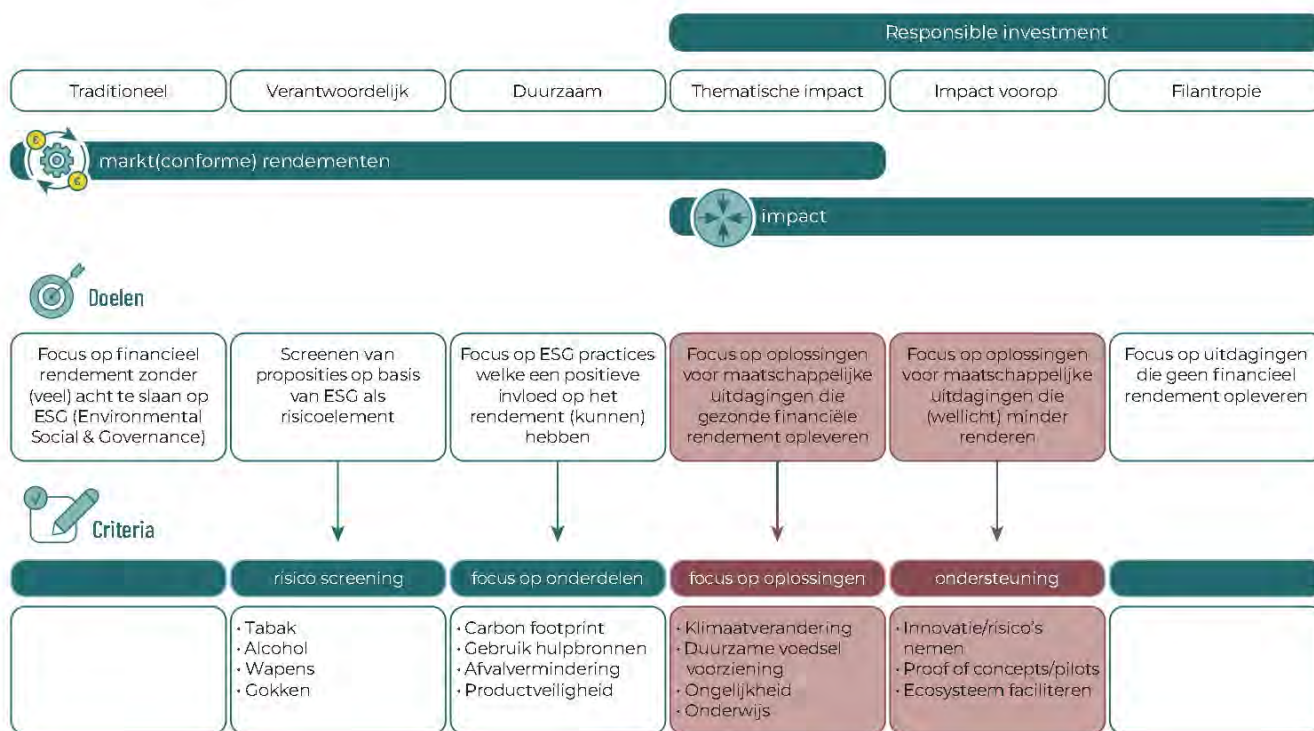 Responsible investment
Traditioneel
Verantwoordelijk
Duurzaam
Thematische impact
Impact voorop
Filantropie
€
markt(conforme) rendementen
€
impact
Doelen
Focus op financieel
rendement zonder
(veel) acht te slaan op
ESG (Environmental
Social & Governance)
Screenen van
proposities op basis
van ESG als
risicoelement
Focus op ESG practices
welke een positieve
invloed op het
rendement (kunnen)
hebben
Focus op oplossingen
voor maatschappelijke
uitdagingen die
gezonde financiële
rendement opleveren
Focus op oplossingen
voor maatschappelijke
uitdagingen die
(wellicht) minder
renderen
Focus op uitdagingen
die geen financieel
rendement opleveren
Criteria
risico screening
focus op onderdelen
focus op oplossingen
ondersteuning
· Tabak
· Alcohol
· Wapens
· Gokken
· Carbon footprint
· Gebruik hulpbronnen
· Afvalvermindering
· Productveiligheid
· Klimaatverandering
· Duurzame voedsel
voorziening
· Ongelijkheid
· Onderwijs
· Innovatie/risico's
nemen
· Proof of concepts/pilots
· Ecosysteem faciliteren